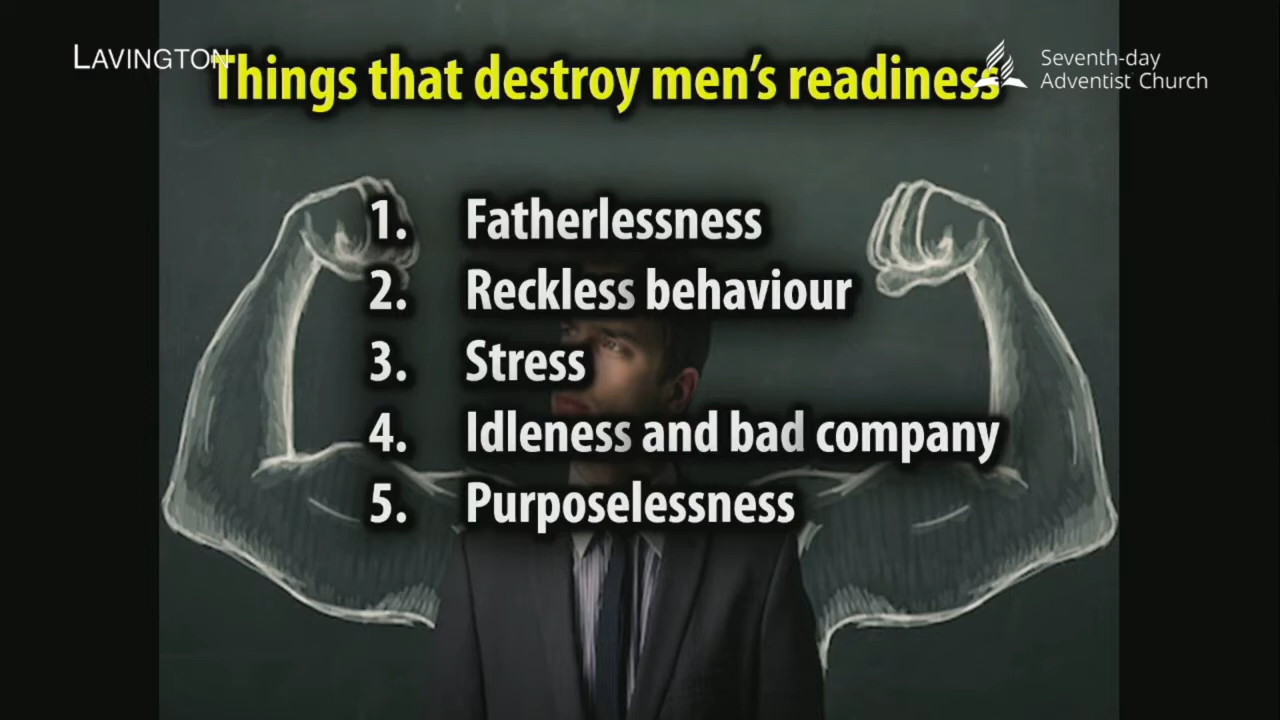 LAVINGTON
Things that destroy men's readiness
Seventh-day
Adventist Church
1. Fatherlessness
2. Reckless behaviour
3. Stress
4. Idleness and bad company
5. Purposelessness